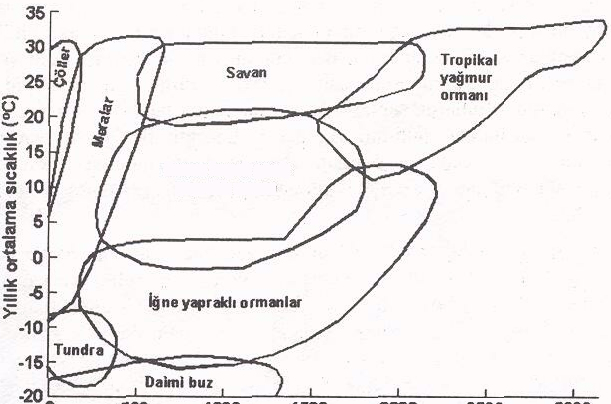 35
30
25
20
15
10
5
0
-5
-10
-15
-20
Yıllık ortalama sıcaklık (ºC)
Çöller
Meralar
Savan
Tropikal
yağmur
ormanı
İğne yapraklı ormanlar
Tundra
Daimi buz